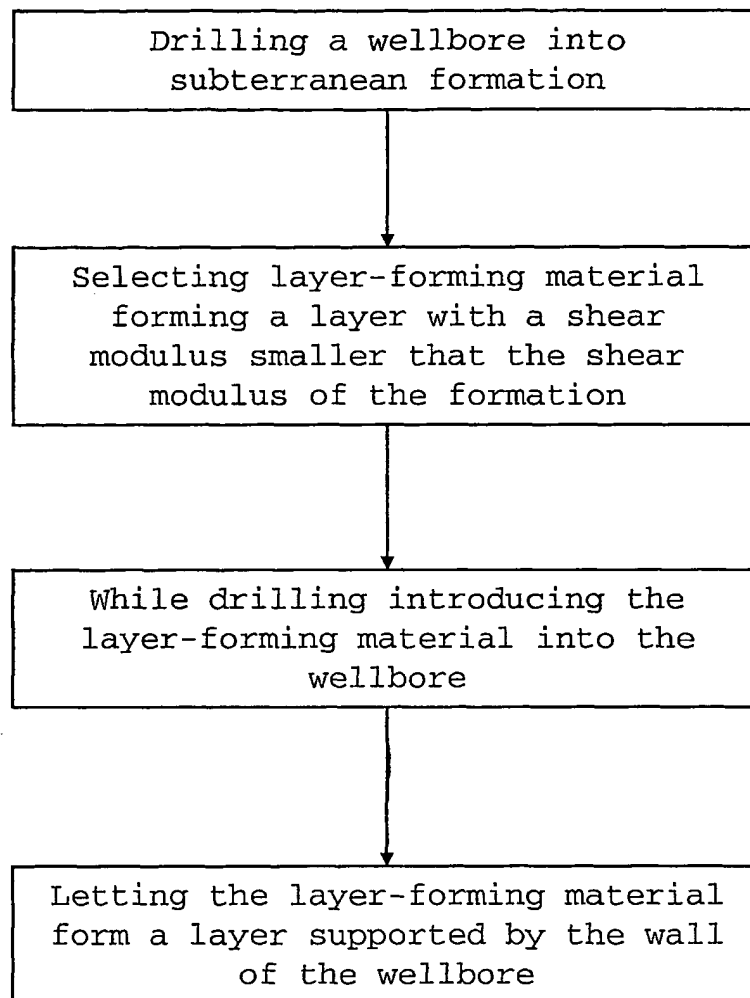 Drilling a wellbore into
subterranean formation
Selecting layer-forming material
forming a layer with a shear
modulus smaller that the shear
modulus of the formation
While drilling introducing the
layer-forming material into the
wellbore
Letting the layer-forming material
form a layer supported by the wall
of the wellbore